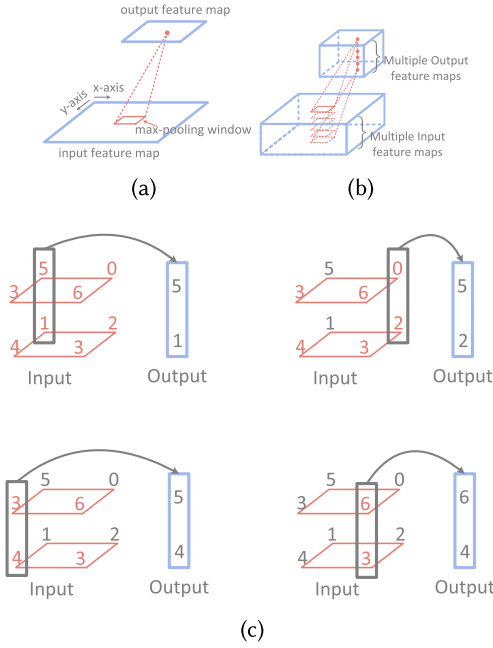 output feature map
x-axis
y-axis
max-pooling window
input feature map
(a)
Multiple Output
feature maps
Multiple Input
feature maps
(b)
5 0
3 6 5
1 2
4 3 1
Input Output
5 0
3 6 5
1 2
4 3 2
Input Output
5 0
3 6 5
1 2
4 3 4
Input Output
5 0
3 6 6
1 2
4 3 4
Input Output
(c)